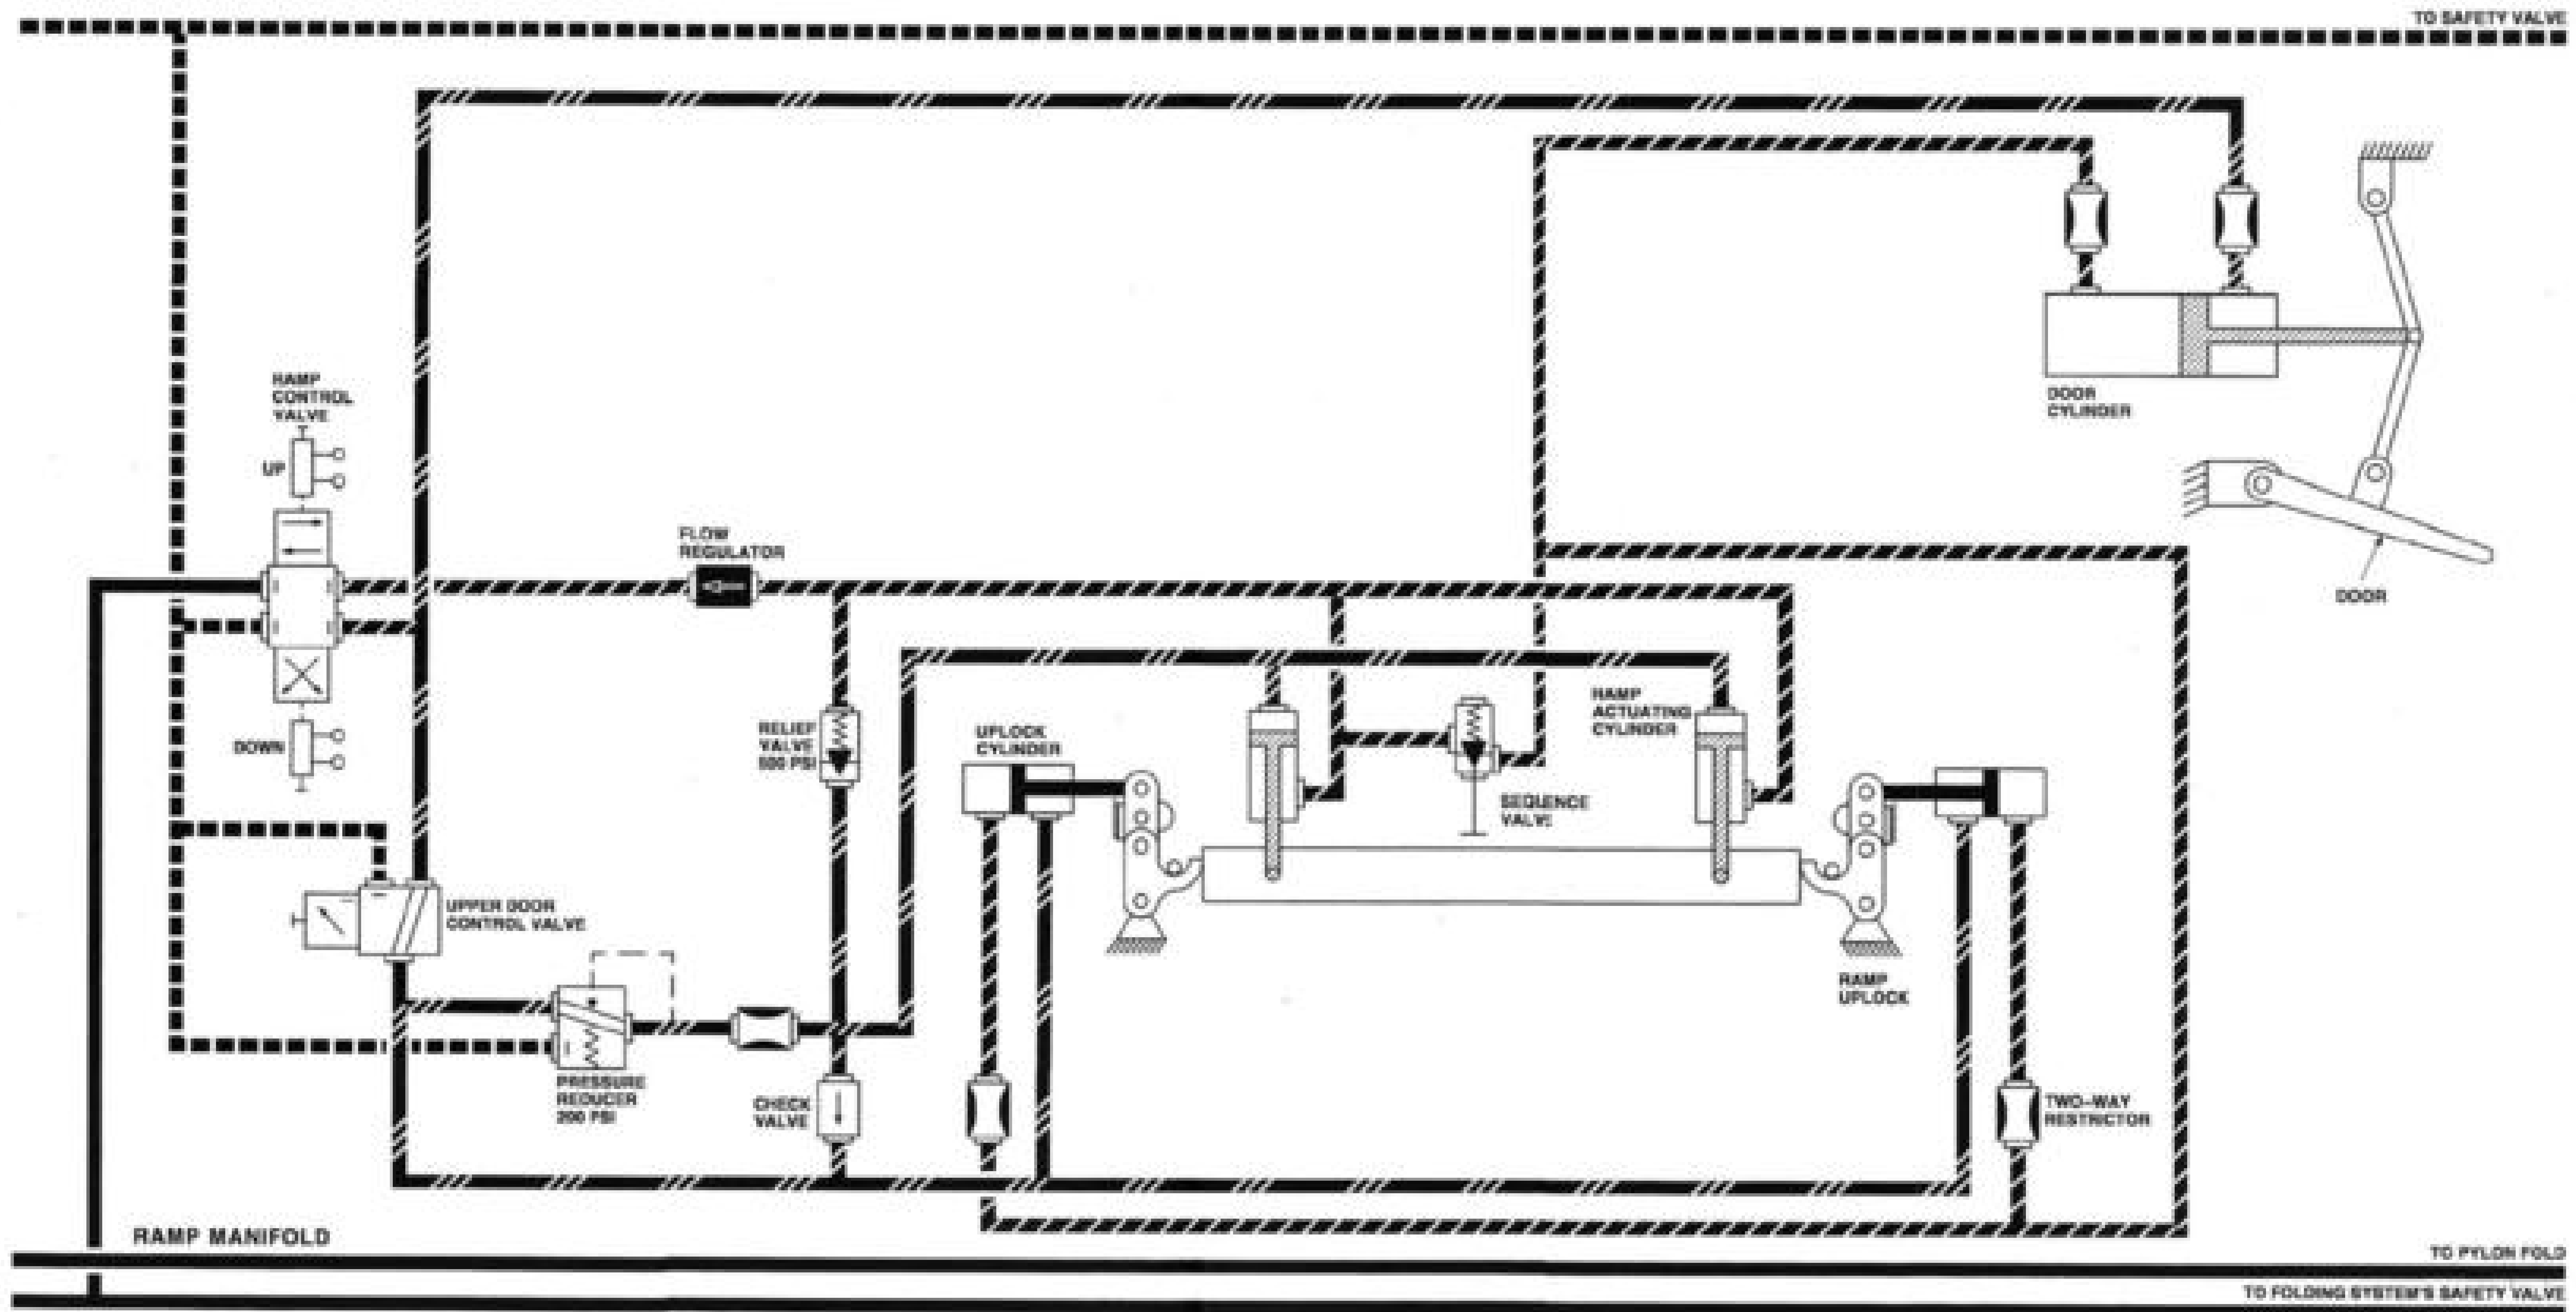 TO SAFETY VALVE
RAMP
CONTROL
VALVE
UP
DOWN
FLOW
REGULATOR
DOOR
CYLINDER
DOOR
RELIEF
VALVE
500 PSI
UPLOCK
CYLINDER
RAMP
ACTUATING
CYLINDER
SEQUENCE
VALVE
UPPER DOOR
CONTROL VALVE
RAMP
UPLOCK
PRESSURE
REDUCER
200 PSI
CHECK
VALVE
TWO-WAY
RESTRICTOR
RAMP MANIFOLD
TO PYLON FOLD
TO FOLDING SYSTEM'S SAFETY VALVE